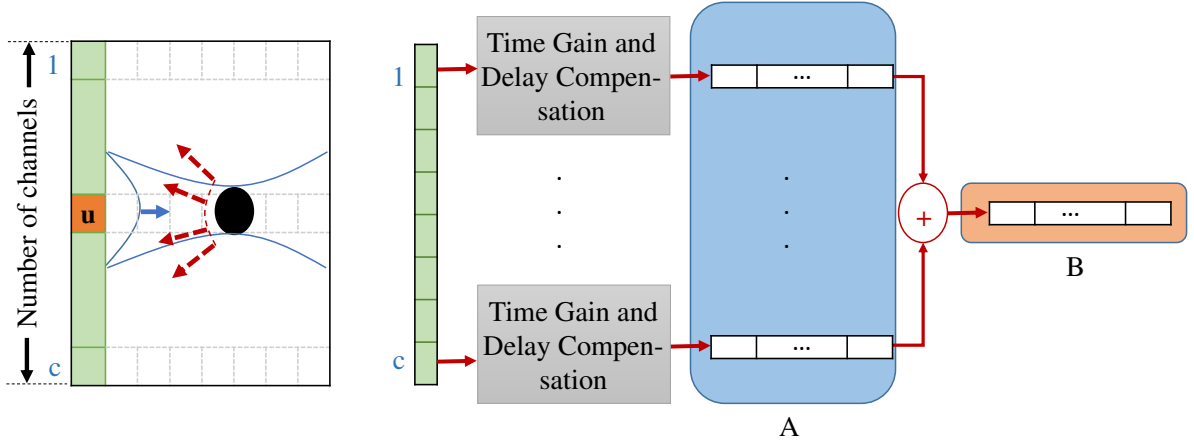 Number of channels
1
u
c
1
c
Time Gain and
Delay Compen-
sation
...
.
.
.
.
.
.
Time Gain and
Delay Compen-
sation
...
A
+
...
B